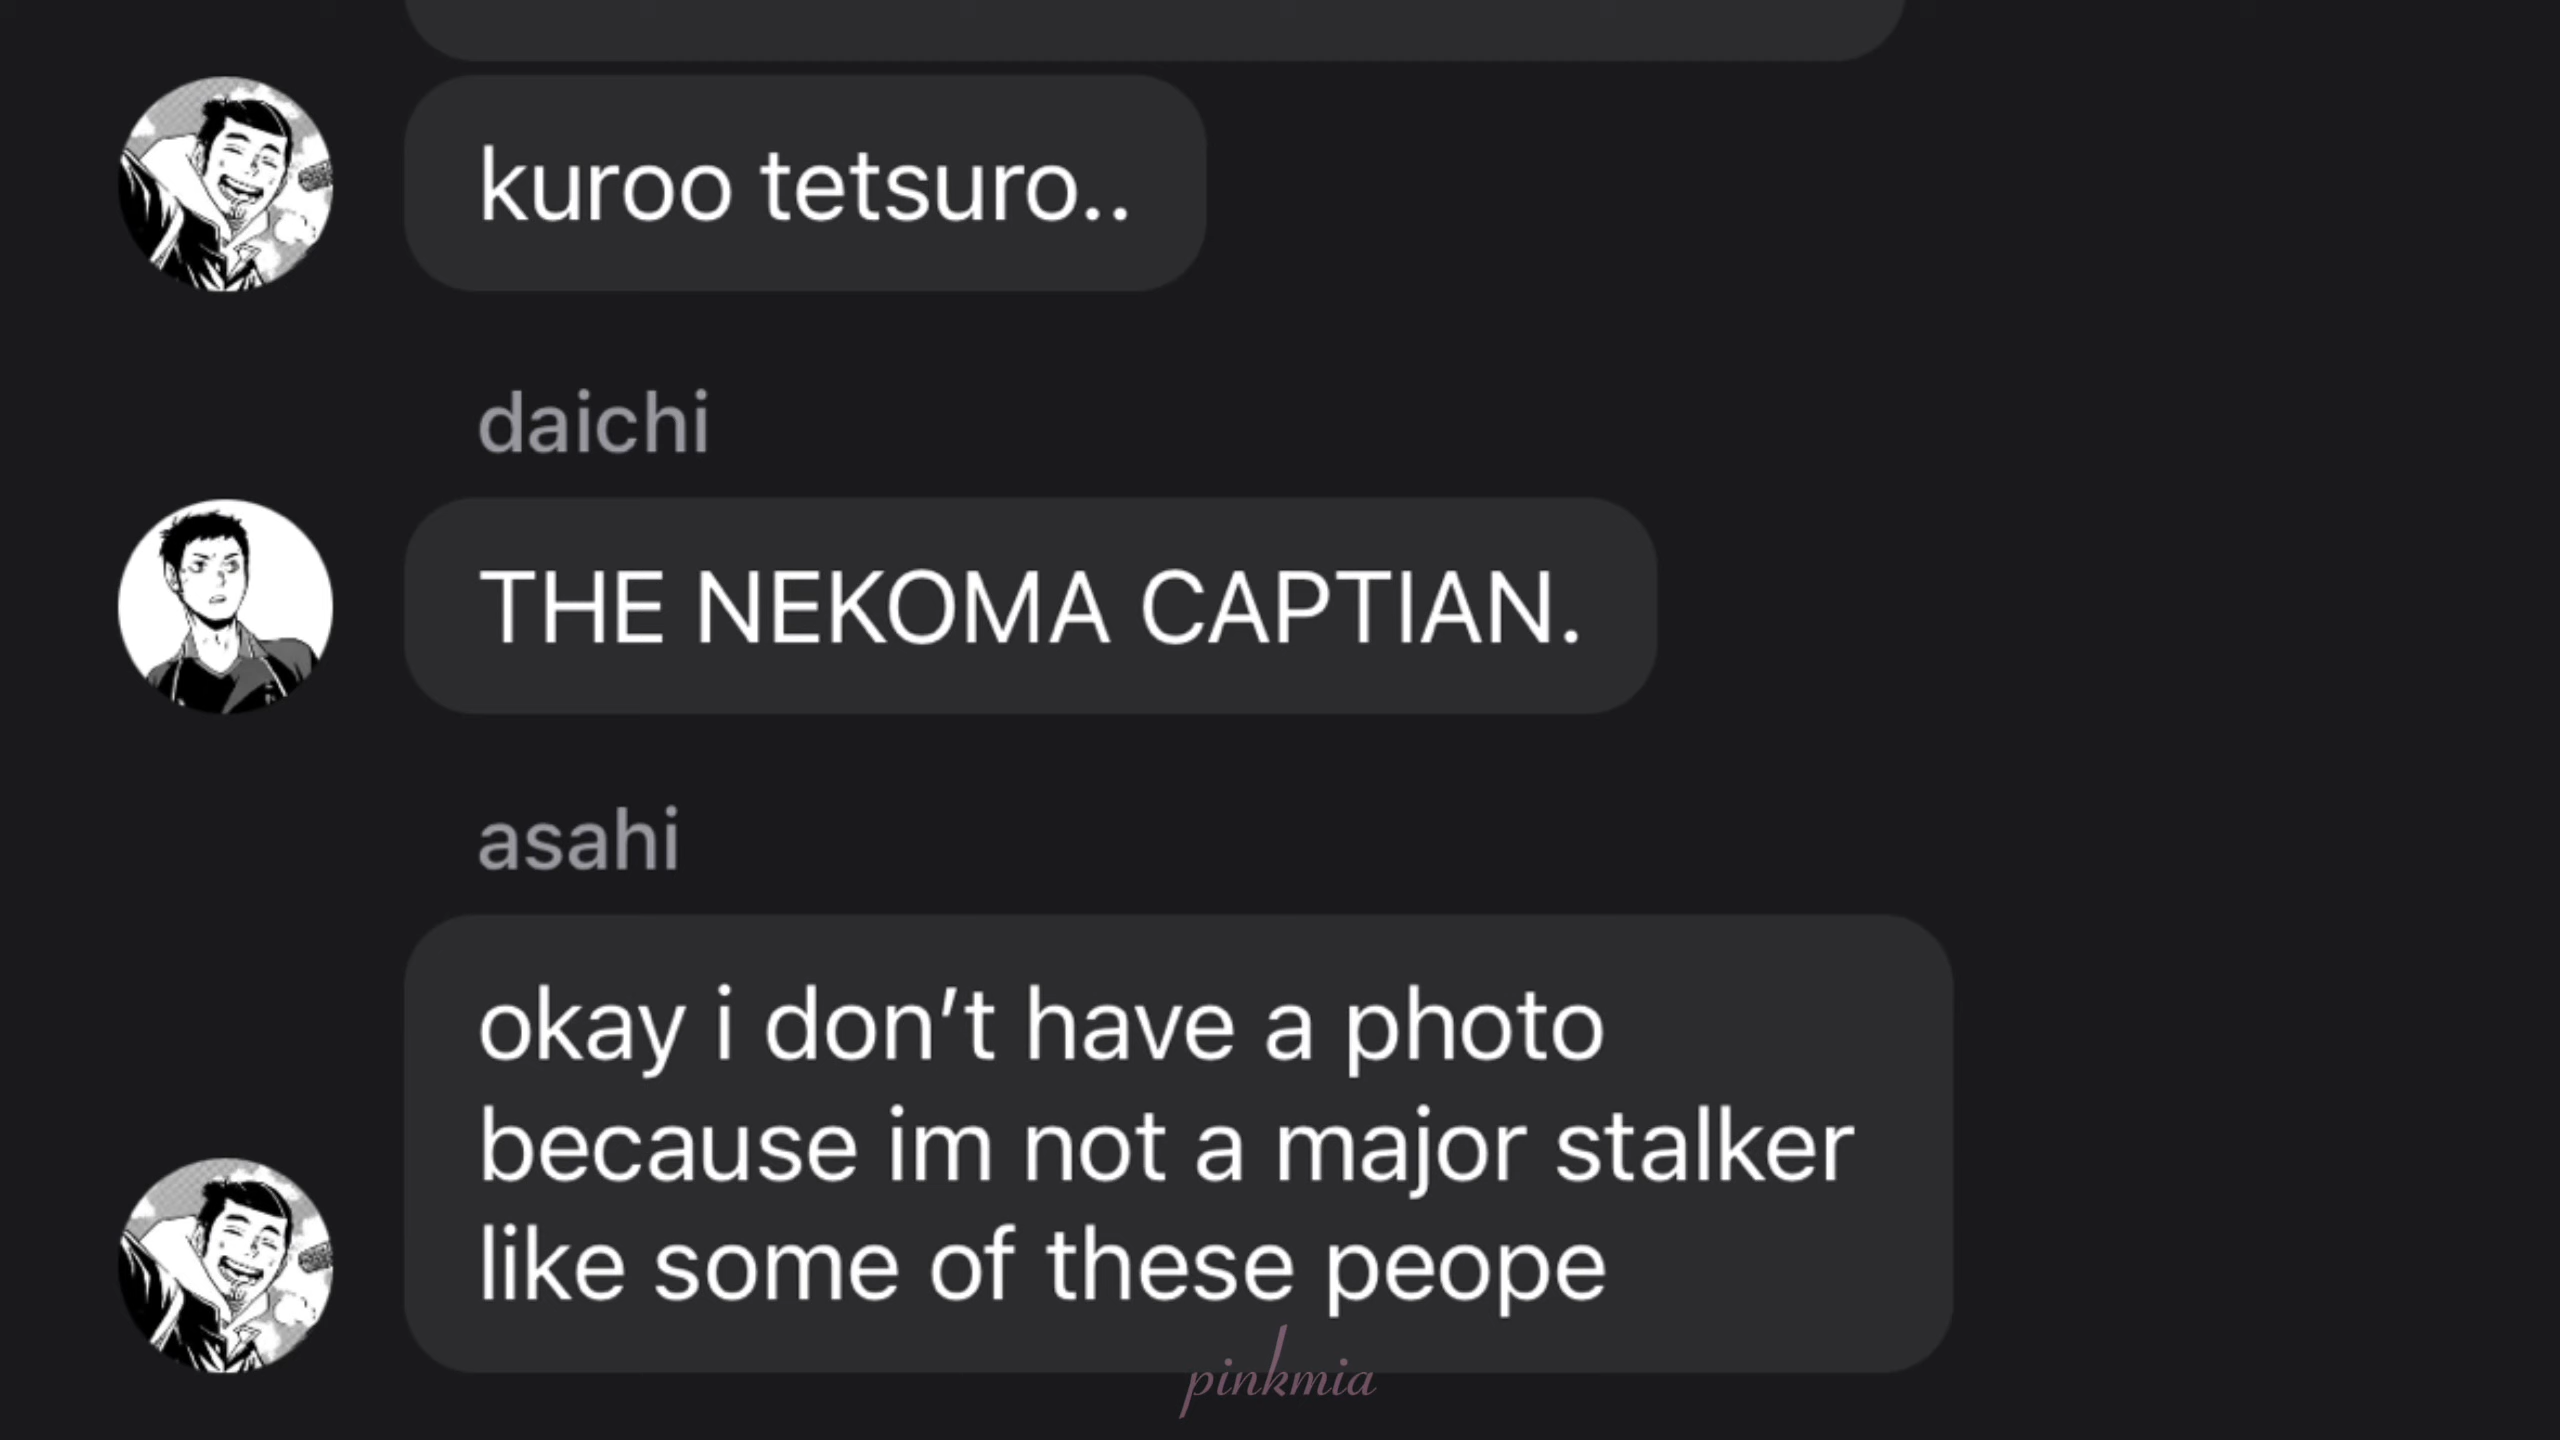 kuroo tetsuro..
daichi
THE NEKOMA CAPTIAN.
asahi
okay i don’t have a photo
because im not a major stalker
like some of these peope
pinkmia